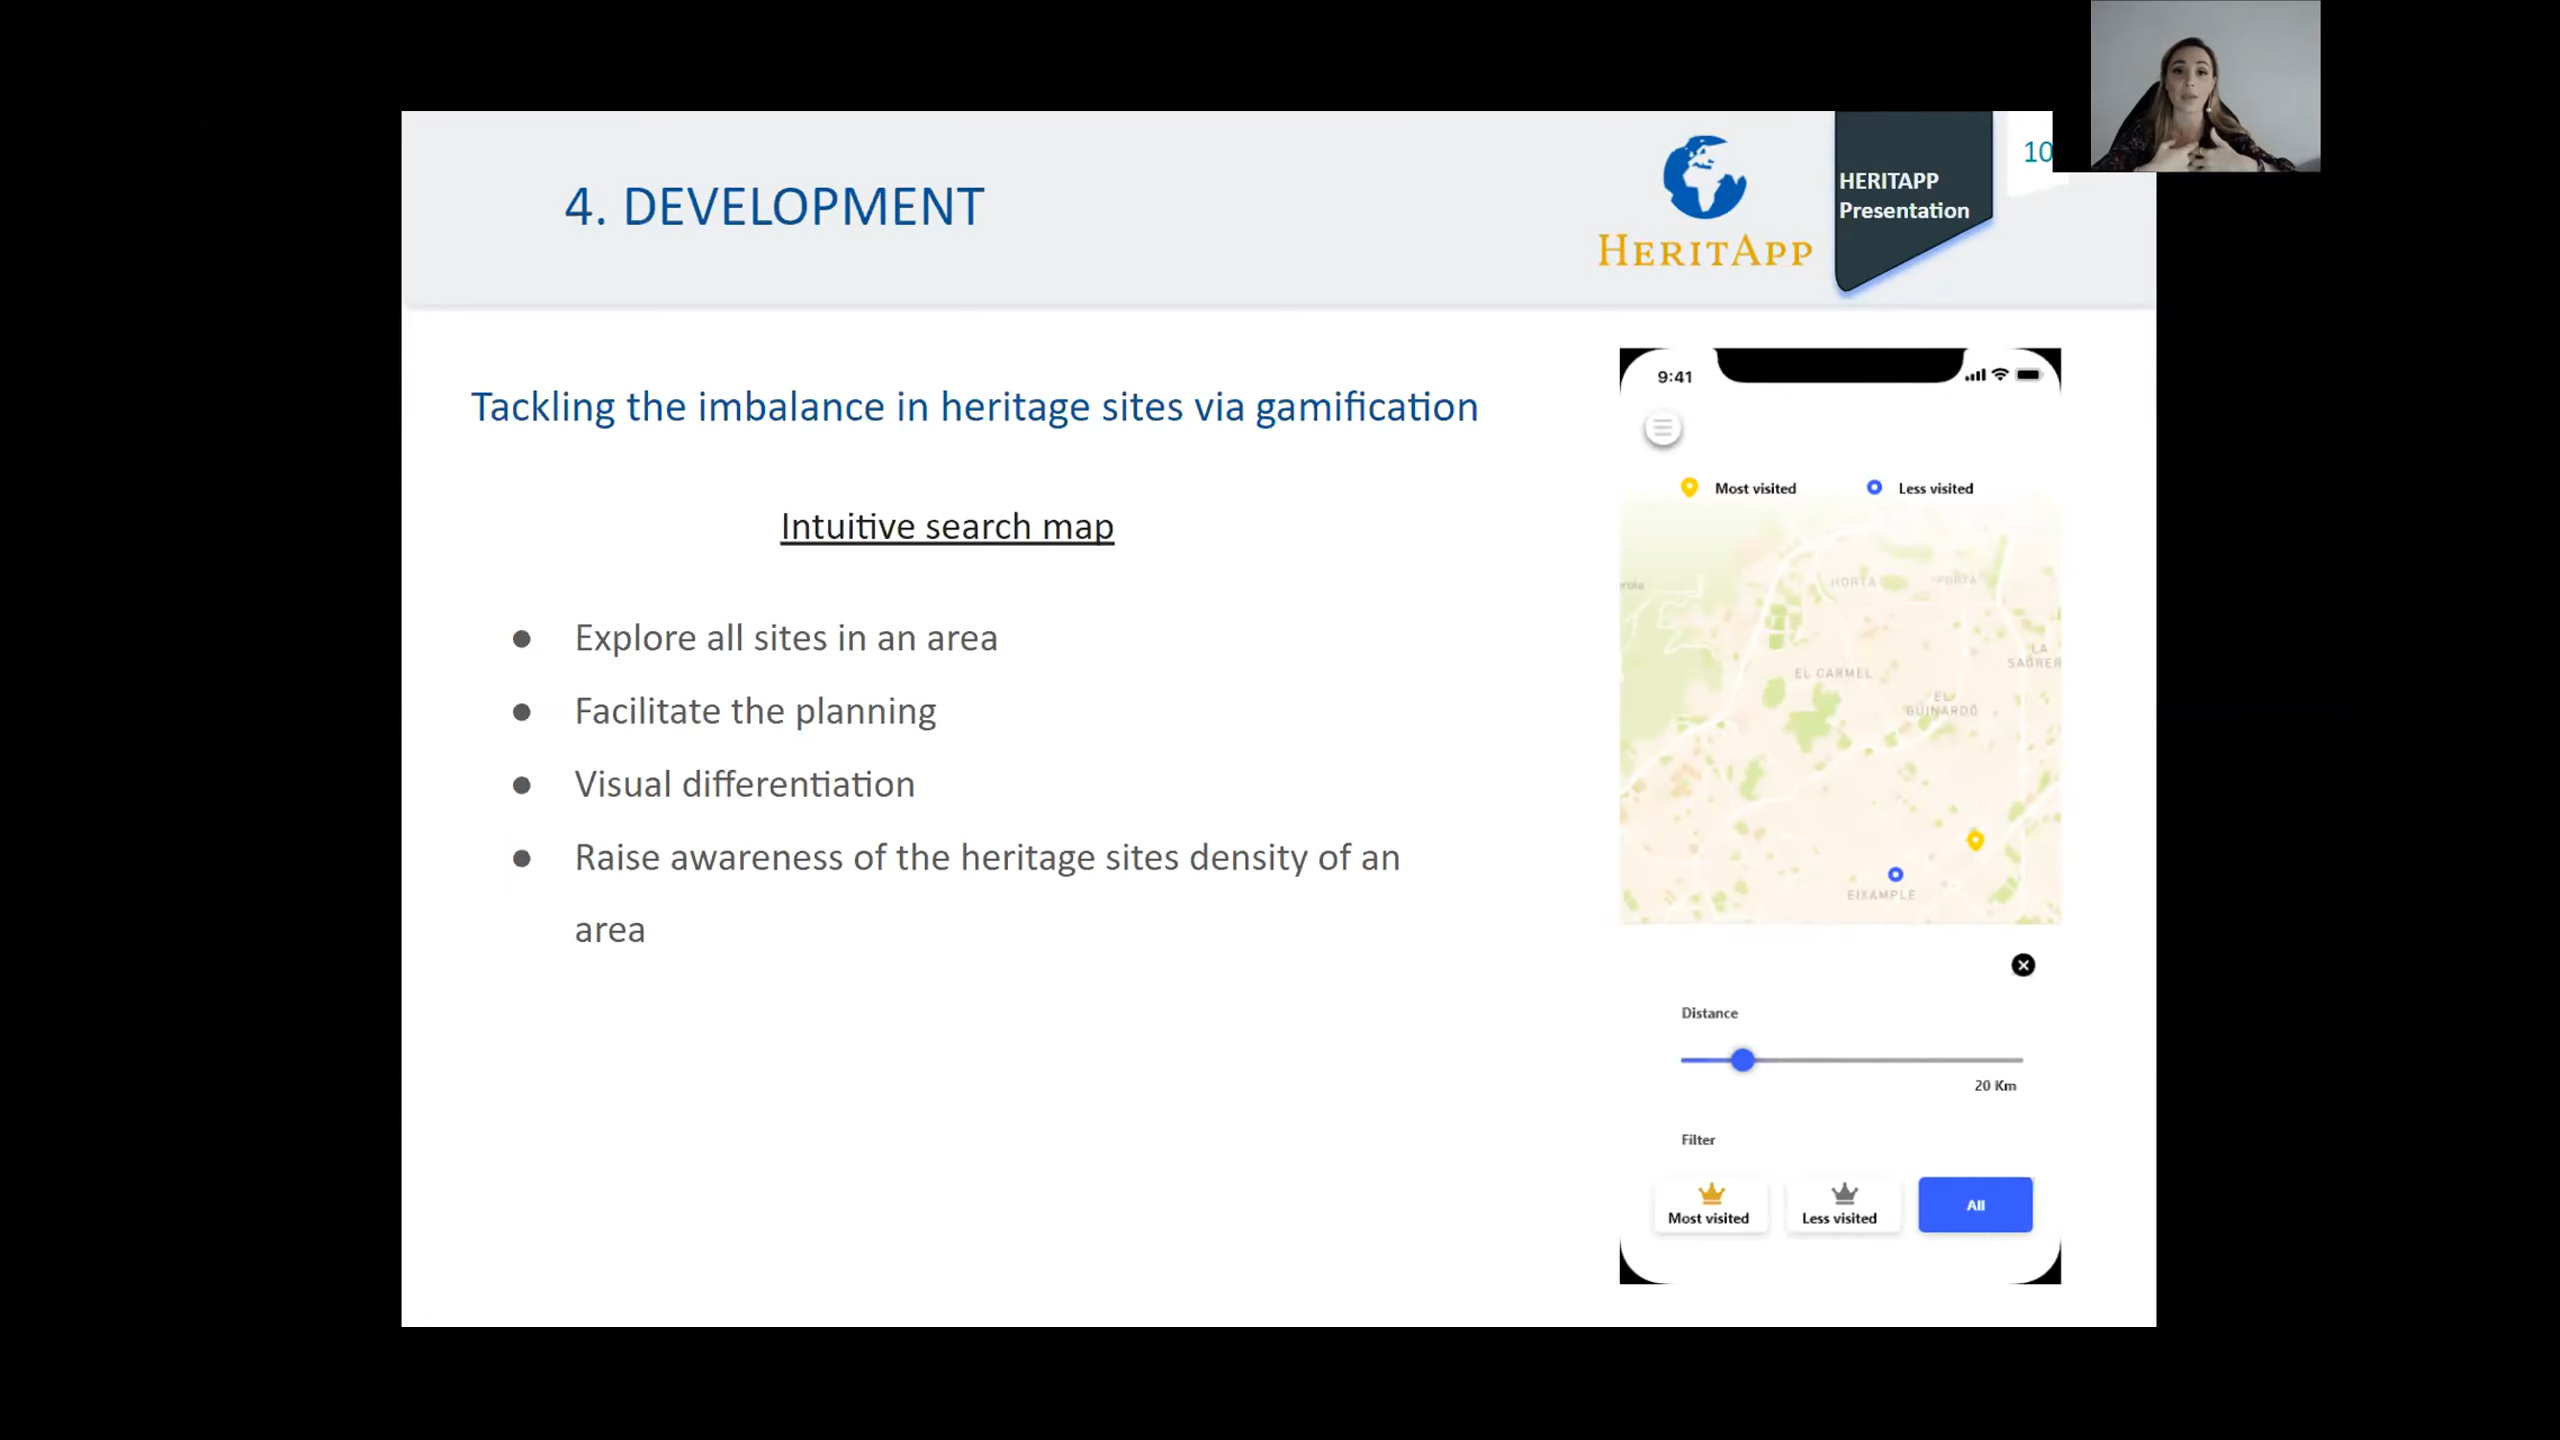 4. DEVELOPMENT
HERITAPP
HERITAPP
Presentation
10
Tackling the imbalance in heritage sites via gamification
Intuitive search map
● Explore all sites in an area
● Facilitate the planning
● Visual differentiation
● Raise awareness of the heritage sites density of an
area
9:41
Most visited
Less visited
HORTA
PORTA
LA
EL CARMEL
EL
GUINARDÓ
EIXAMPLE
Distance
20 Km
Filter
Most visited
Less visited
All